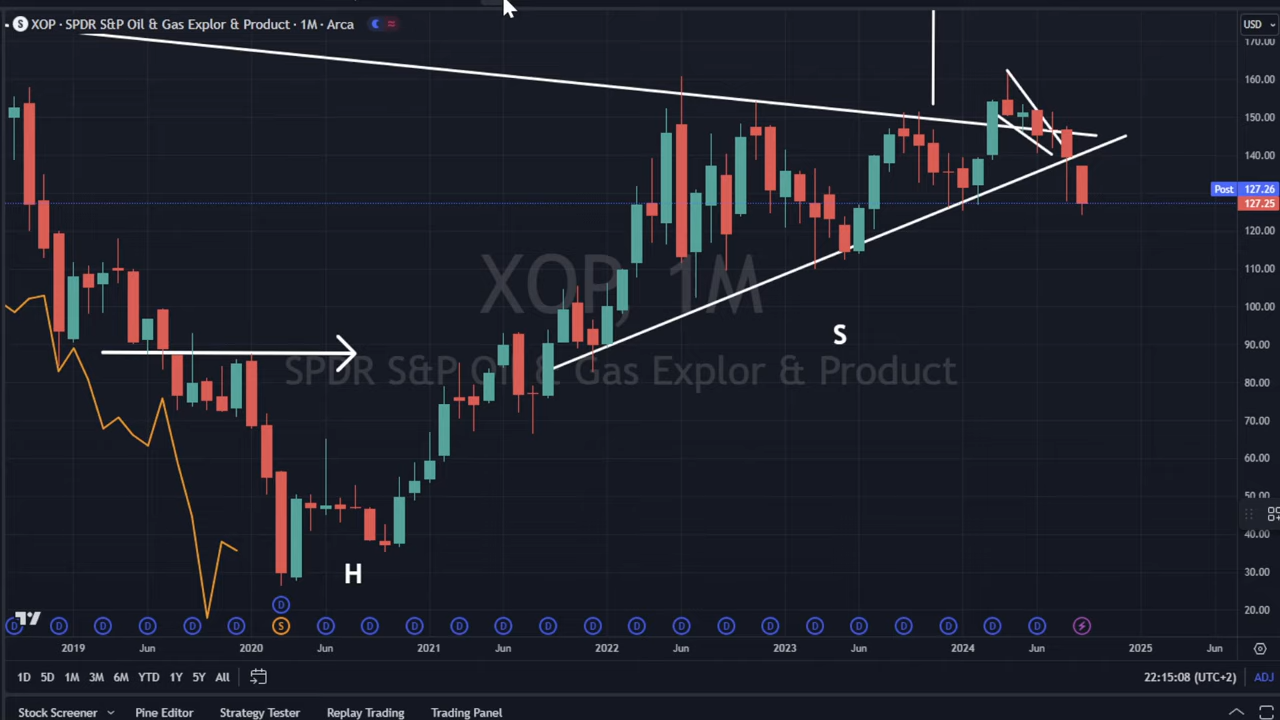 S XOP · SPDR S&P Oil & Gas Explor & Product · 1M · Arca
USD
170.00
160.00
150.00
140.00
Post 127.26
127.25
120.00
110.00
100.00
90.00
80.00
70.00
60.00
50.00
40.00
30.00
20.00
XOP, 1M
SPDR S&P Oil & Gas Explor & Product
S
H
D
D D D D D D S D D D D D D D D D D D D D D D D D
2019 Jun 2020 Jun 2021 Jun 2022 Jun 2023 Jun 2024 Jun 2025 Jun
1D 5D 1M 3M 6M YTD 1Y 5Y All
22:15:08 (UTC+2) ADJ
Stock Screener Pine Editor Strategy Tester Replay Trading Trading Panel